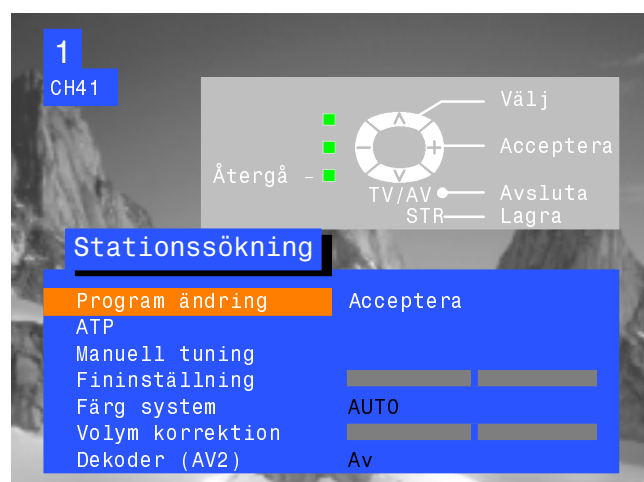 1
CH41
Välj
Acceptera
Återgå
TV/AV Avsluta
STR Lagra
Stationssökning
Program ändring Acceptera
ATP
Manuell tuning
Fininställning
Färg system AUTO
Volym korrektion
Dekoder (AV2) Av